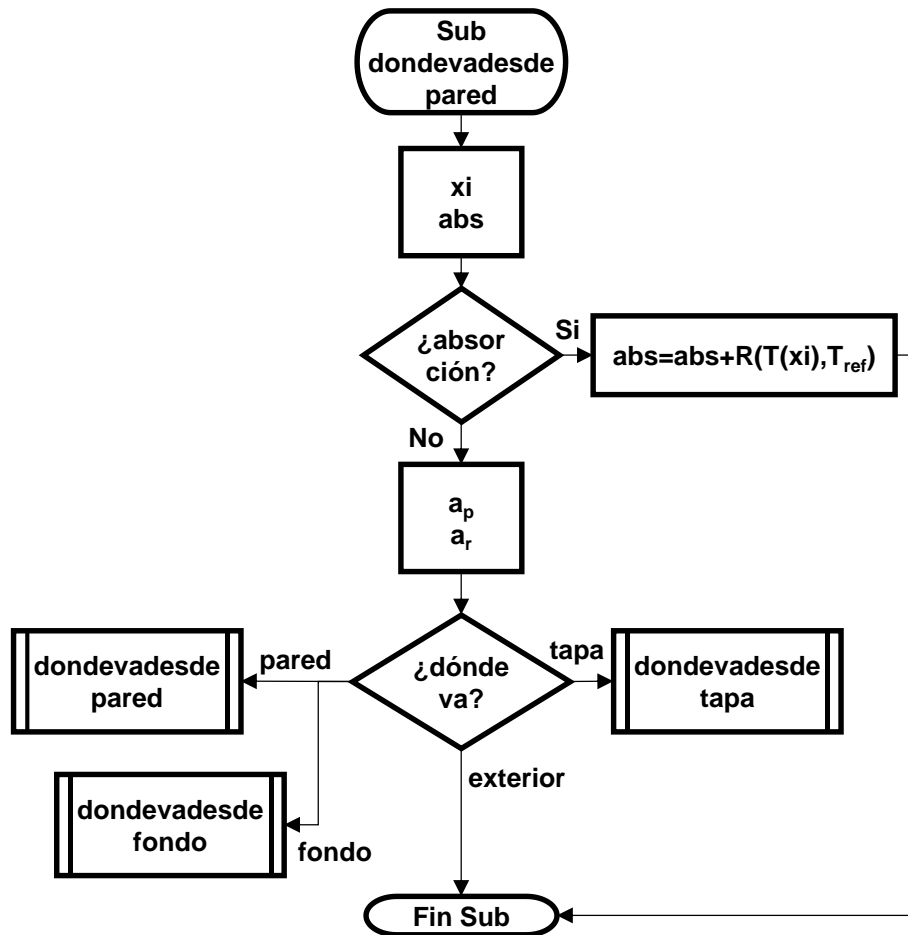 Sub
dondevadesde
pared
xi
abs
¿absor
ción?
Si
abs=abs+R(T(xi),Tref)
No
ap
ar
¿dónde
va?
pared
dondevadesde
pared
tapa
dondevadesde
tapa
dondevadesde
fondo
fondo
exterior
Fin Sub